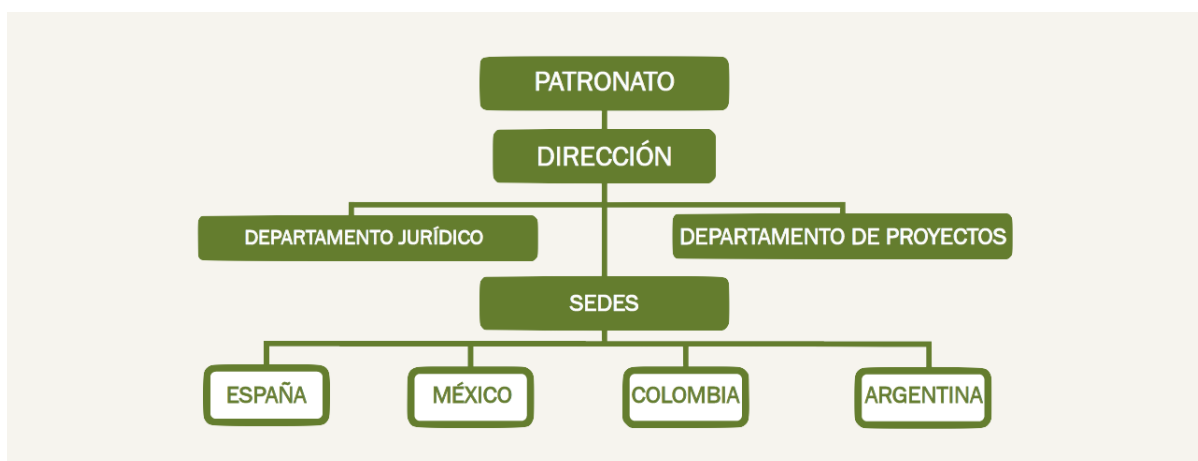 PATRONATO
DIRECCIÓN
DEPARTAMENTO JURÍDICO
DEPARTAMENTO DE PROYECTOS
SEDES
ESPAÑA
MÉXICO
COLOMBIA
ARGENTINA